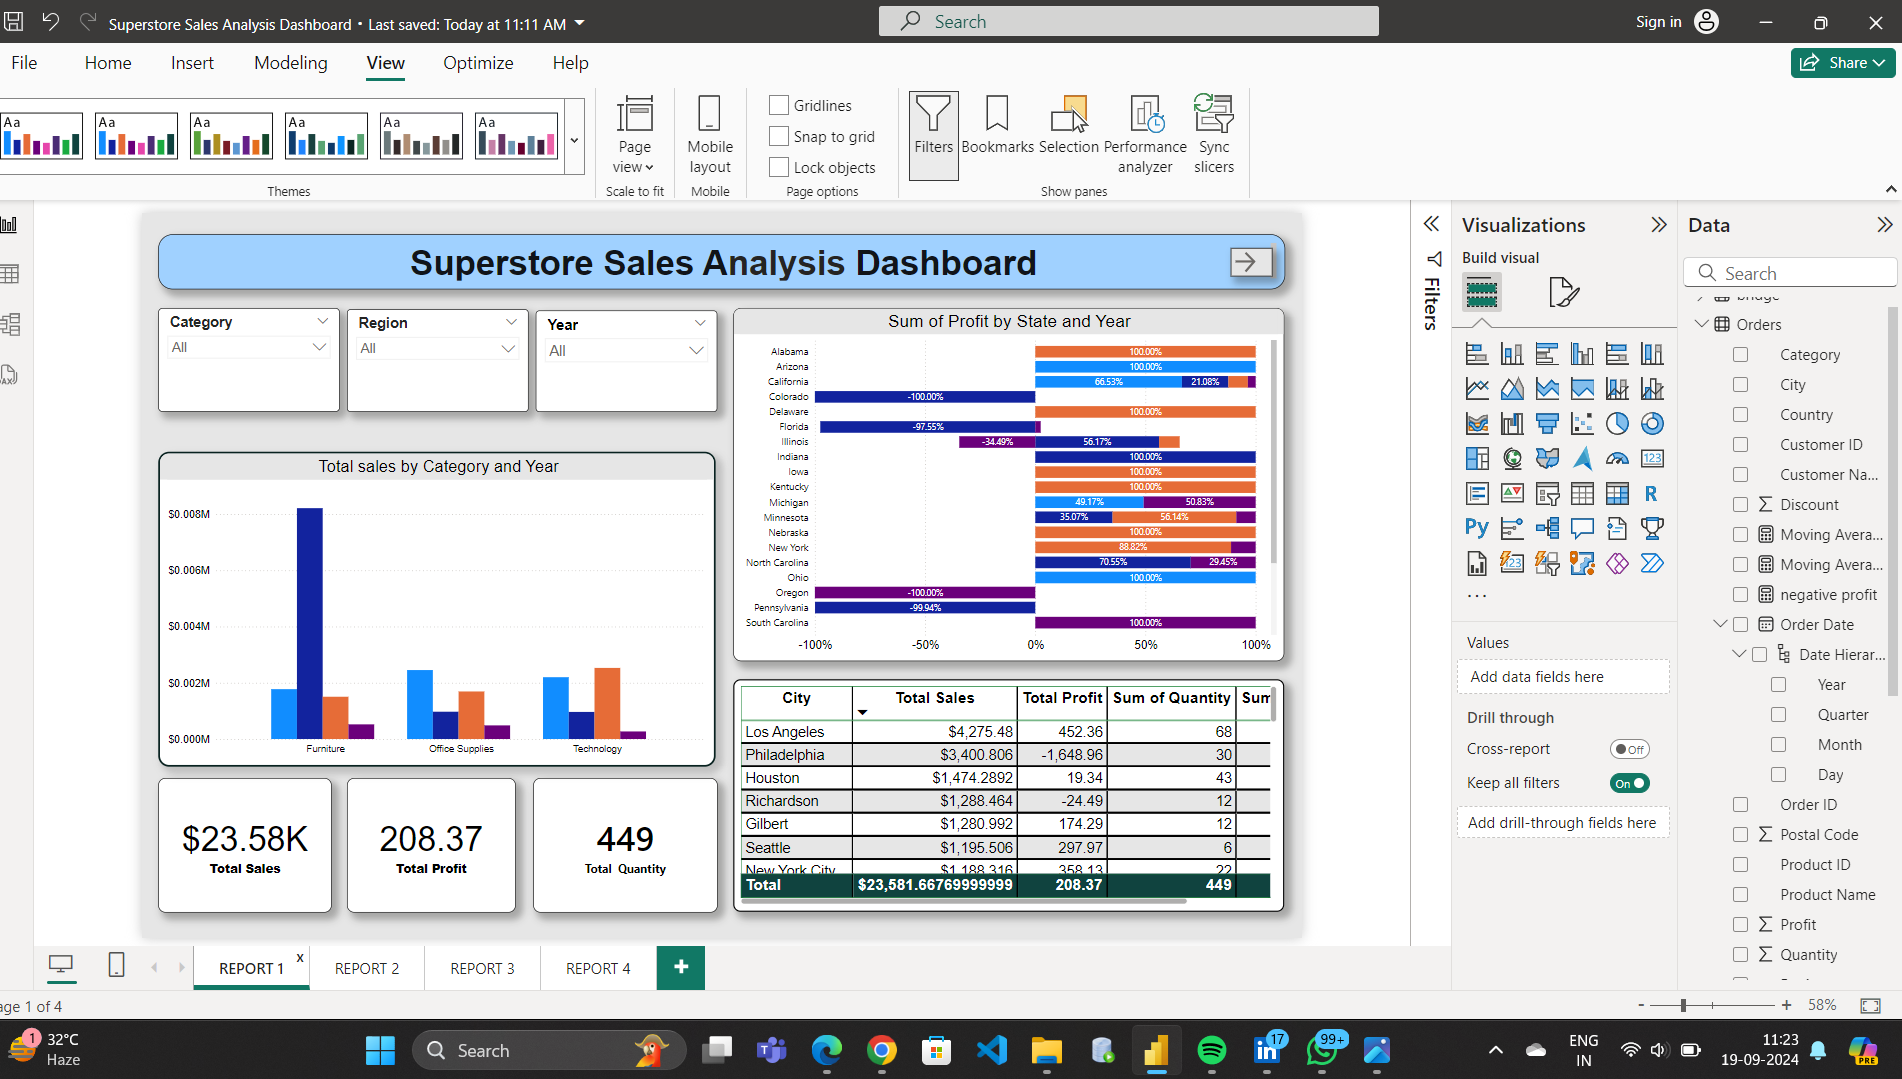 Superstore Sales Analysis Dashboard • Last saved: Today at 11:11 AM
Search
Sign in
File Home Insert Modeling View Optimize Help
Share
Aa Aa Aa Aa Aa Aa
Page view
Mobile layout
Gridlines
Snap to grid
Lock objects
Filters
Bookmarks
Selection
Performance analyzer
Sync slicers
Themes
Scale to fit
Mobile
Page options
Show panes
Superstore Sales Analysis Dashboard
Category
All
Region
All
Year
All
Total sales by Category and Year
$0.008M
$0.006M
$0.004M
$0.002M
$0.000M
Furniture Office Supplies Technology
$23.58K
Total Sales
208.37
Total Profit
449
Total Quantity
Sum of Profit by State and Year
Alabama 100.00%
Arizona 100.00%
California 66.53% 21.08%
Colorado -100.00%
Delaware 100.00%
Florida -97.55%
Illinois -34.49% 56.17%
Indiana 100.00%
Iowa 100.00%
Kentucky 100.00%
Michigan 49.17% 50.83%
Minnesota 35.07% 56.14%
Nebraska 100.00%
New York 88.82%
North Carolina 70.55% 29.45%
Ohio 100.00%
Oregon -100.00%
Pennsylvania -99.94%
South Carolina 100.00%
-100% -50% 0% 50% 100%
City Total Sales Total Profit Sum of Quantity Sum
Los Angeles $4,275.48 452.36 68
Philadelphia $3,400.806 -1,648.96 30
Houston $1,474.2892 19.34 43
Richardson $1,288.464 -24.49 12
Gilbert $1,280.992 174.29 12
Seattle $1,195.506 297.97 6
New York City $1,188.316 358.13 22
Total $23,581.66769999999 208.37 449
Filters
Visualizations
Build visual
123
R
Py
123
...
Values
Add data fields here
Drill through
Cross-report Off
Keep all filters On
Add drill-through fields here
Data
Search
bridge
Orders
Category
City
Country
Customer ID
Customer Na...
Discount
Moving Avera...
Moving Avera...
negative profit
Order Date
Date Hierar...
Year
Quarter
Month
Day
Order ID
Postal Code
Product ID
Product Name
Profit
Quantity
REPORT 1 x REPORT 2 REPORT 3 REPORT 4 +
age 1 of 4
- + 58%
1
32°C
Haze
Search
17
99+
ENG
IN
11:23
19-09-2024
PRE